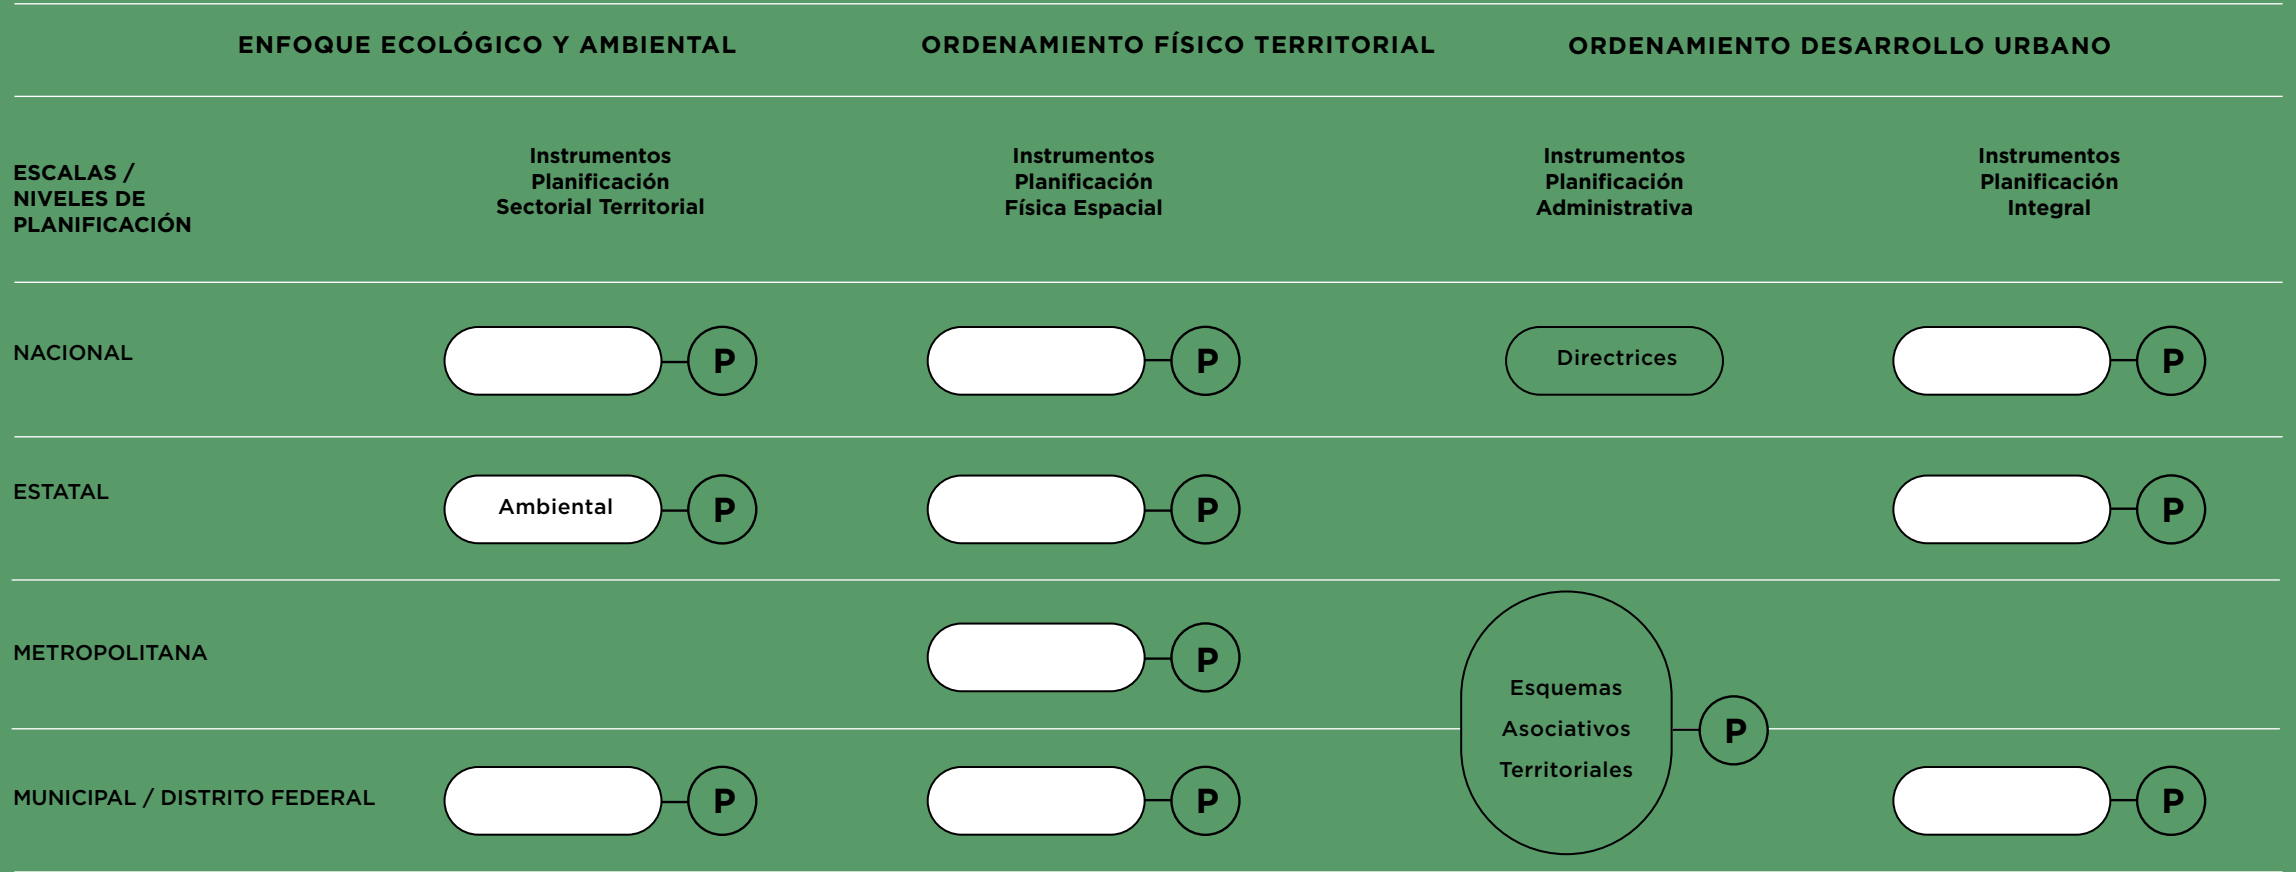 ENFOQUE ECOLÓGICO Y AMBIENTAL
ORDENAMIENTO FÍSICO TERRITORIAL
ORDENAMIENTO DESARROLLO URBANO
ESCALAS /
NIVELES DE
PLANIFICACIÓN
Instrumentos
Planificación
Sectorial Territorial
Instrumentos
Planificación
Física Espacial
Instrumentos
Planificación
Administrativa
Instrumentos
Planificación
Integral
NACIONAL
P
P
Directrices
P
ESTATAL
Ambiental
P
P
P
METROPOLITANA
P
Esquemas
Asociativos
Territoriales
P
MUNICIPAL / DISTRITO FEDERAL
P
P
P